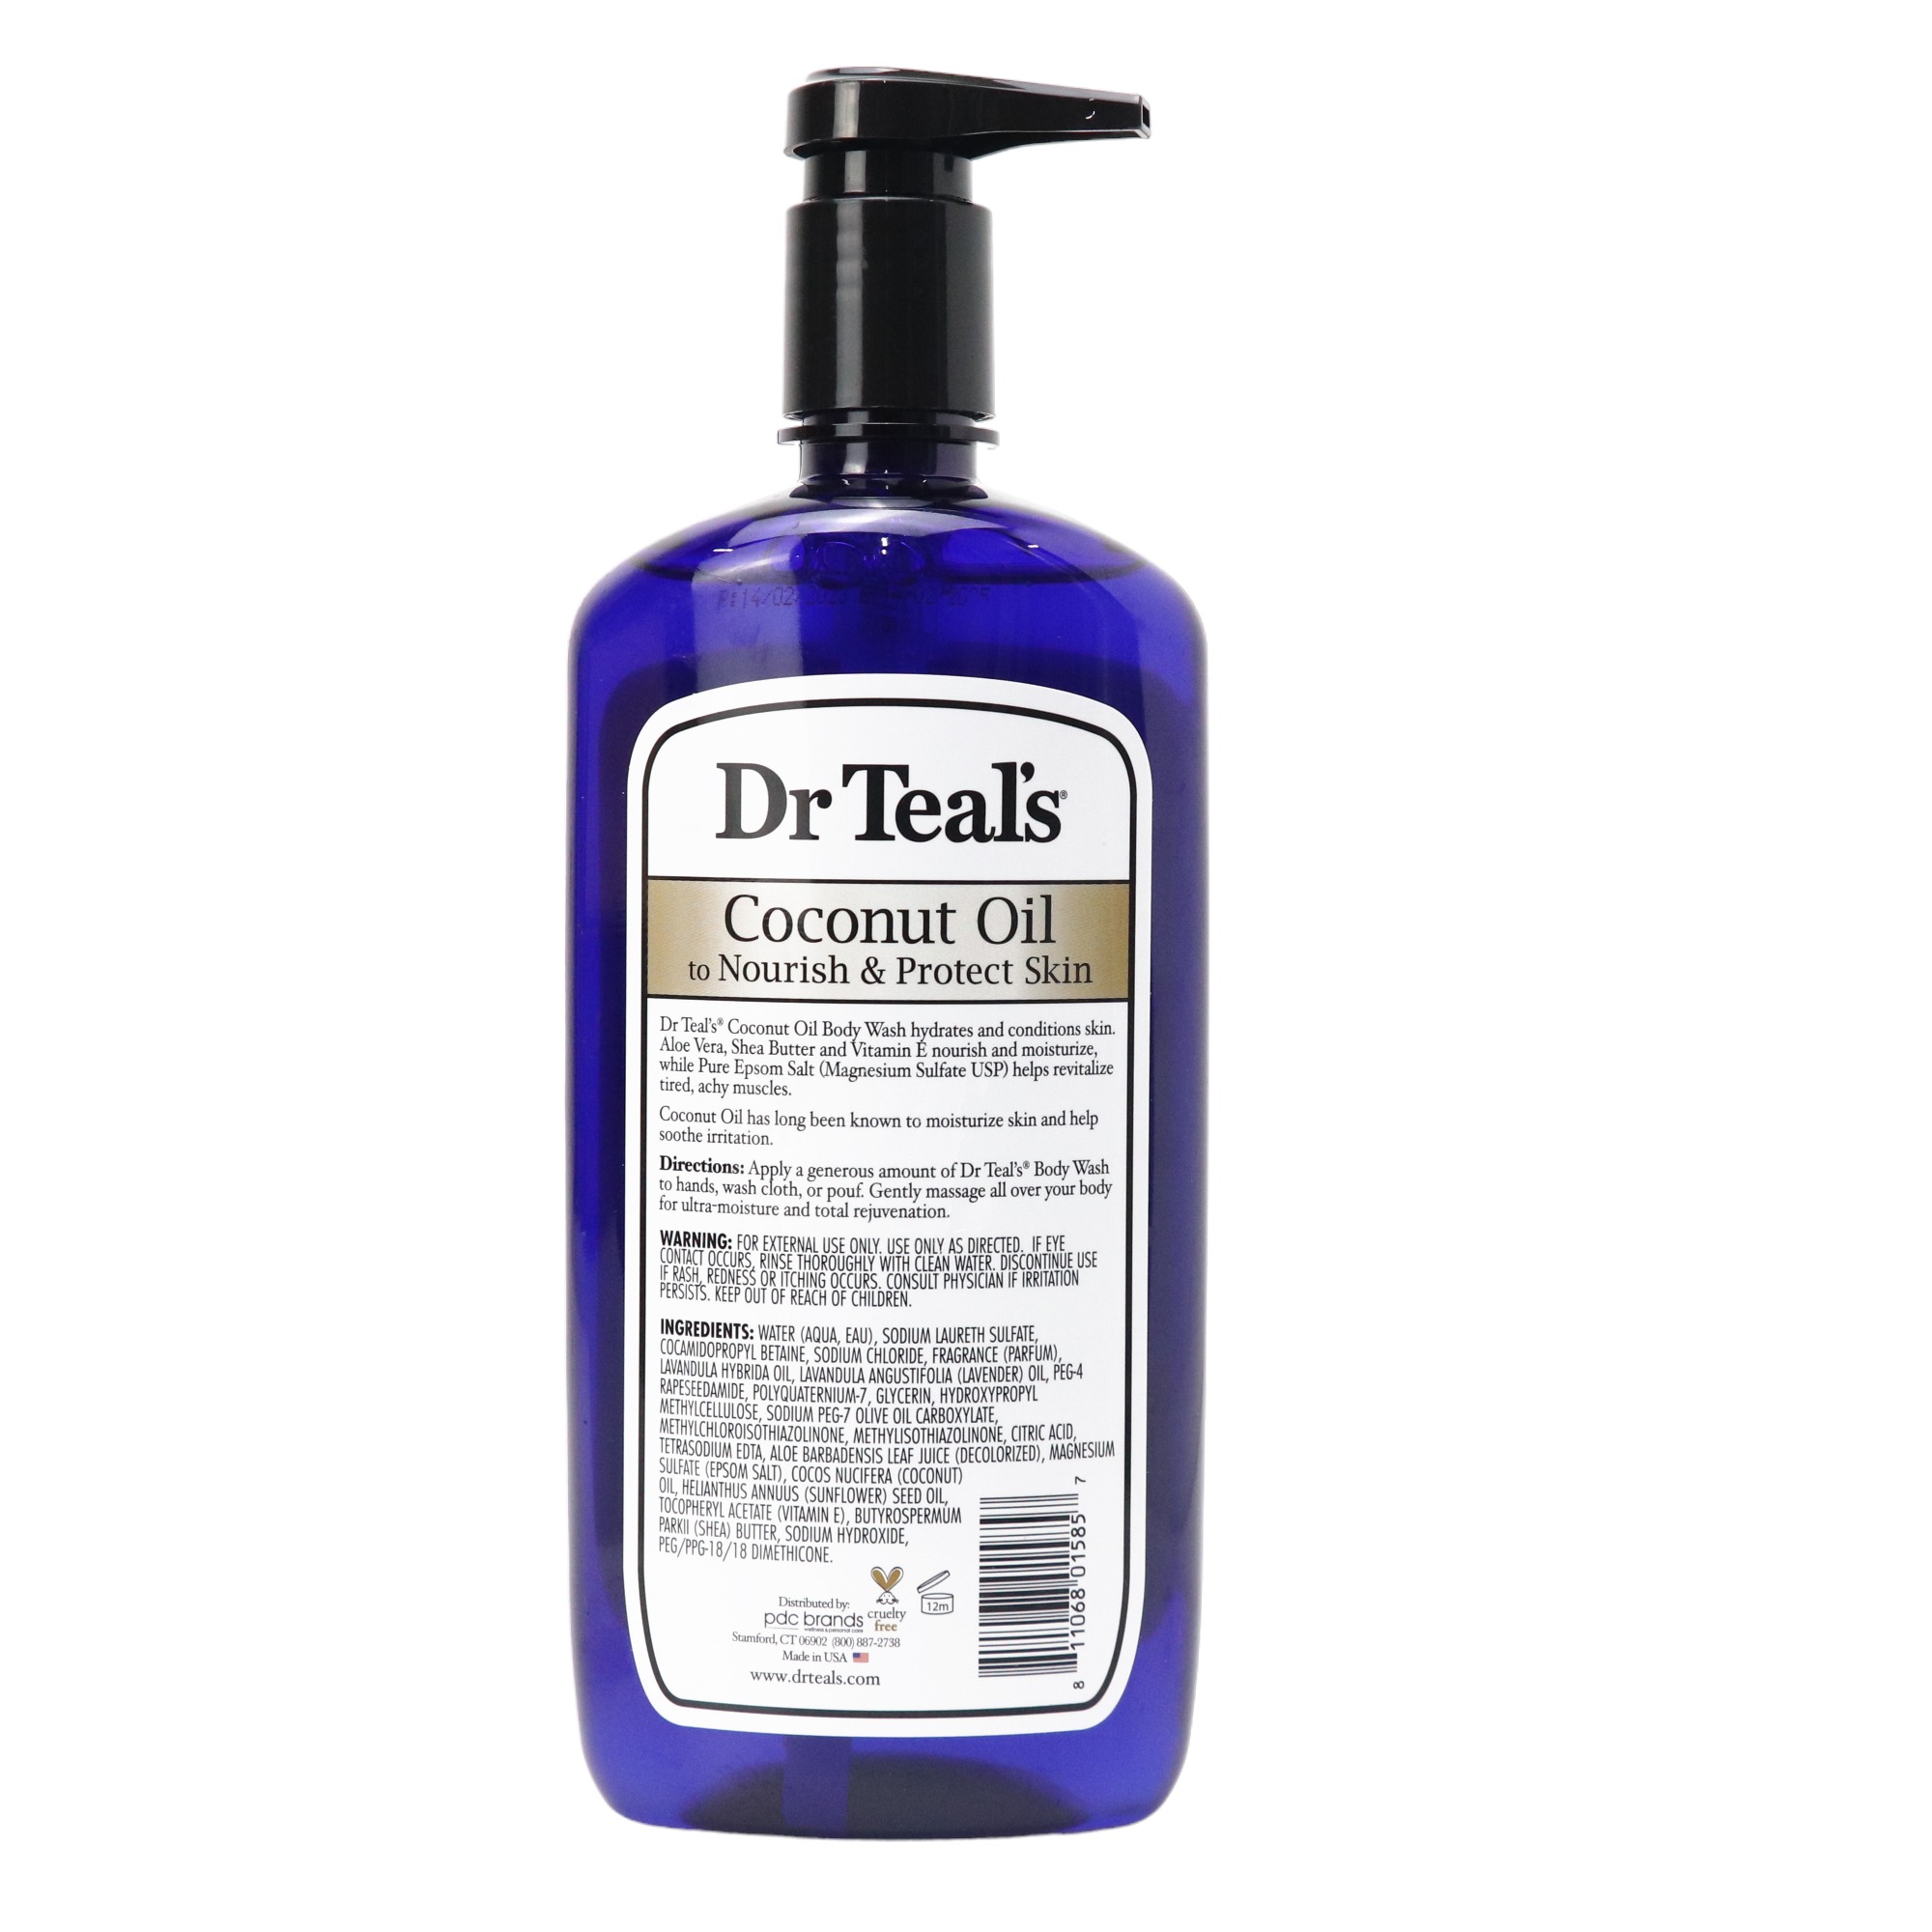 P:14/02/2023 E:14/02/2025
Dr Teal's®
Coconut Oil
to Nourish & Protect Skin
Dr Teal's® Coconut Oil Body Wash hydrates and conditions skin.
Aloe Vera, Shea Butter and Vitamin E nourish and moisturize,
while Pure Epsom Salt (Magnesium Sulfate USP) helps revitalize
tired, achy muscles.
Coconut Oil has long been known to moisturize skin and help
soothe irritation.
Directions: Apply a generous amount of Dr Teal's® Body Wash
to hands, wash cloth, or pouf. Gently massage all over your body
for ultra-moisture and total rejuvenation.
WARNING: FOR EXTERNAL USE ONLY. USE ONLY AS DIRECTED. IF EYE
CONTACT OCCURS, RINSE THOROUGHLY WITH CLEAN WATER. DISCONTINUE USE
IF RASH, REDNESS OR ITCHING OCCURS. CONSULT PHYSICIAN IF IRRITATION
PERSISTS. KEEP OUT OF REACH OF CHILDREN.
INGREDIENTS: WATER (AQUA, EAU), SODIUM LAURETH SULFATE,
COCAMIDOPROPYL BETAINE, SODIUM CHLORIDE, FRAGRANCE (PARFUM),
LAVANDULA HYBRIDA OIL, LAVANDULA ANGUSTIFOLIA (LAVENDER) OIL, PEG-4
RAPESEEDAMIDE, POLYQUATERNIUM-7, GLYCERIN, HYDROXYPROPYL
METHYLCELLULOSE, SODIUM PEG-7 OLIVE OIL CARBOXYLATE,
METHYLCHLOROISOTHIAZOLINONE, METHYLISOTHIAZOLINONE, CITRIC ACID,
TETRASODIUM EDTA, ALOE BARBADENSIS LEAF JUICE (DECOLORIZED), MAGNESIUM
SULFATE (EPSOM SALT), COCOS NUCIFERA (COCONUT)
OIL, HELIANTHUS ANNUUS (SUNFLOWER) SEED OIL,
TOCOPHERYL ACETATE (VITAMIN E), BUTYROSPERMUM
PARKII (SHEA) BUTTER, SODIUM HYDROXIDE,
PEG/PPG-18/18 DIMETHICONE.
Distributed by:
pdc brands
wellness & personal care
Stamford, CT 06902 (800) 887-2738
Made in USA
www.drteals.com
cruelty
free
12m
8 11068 01585 7